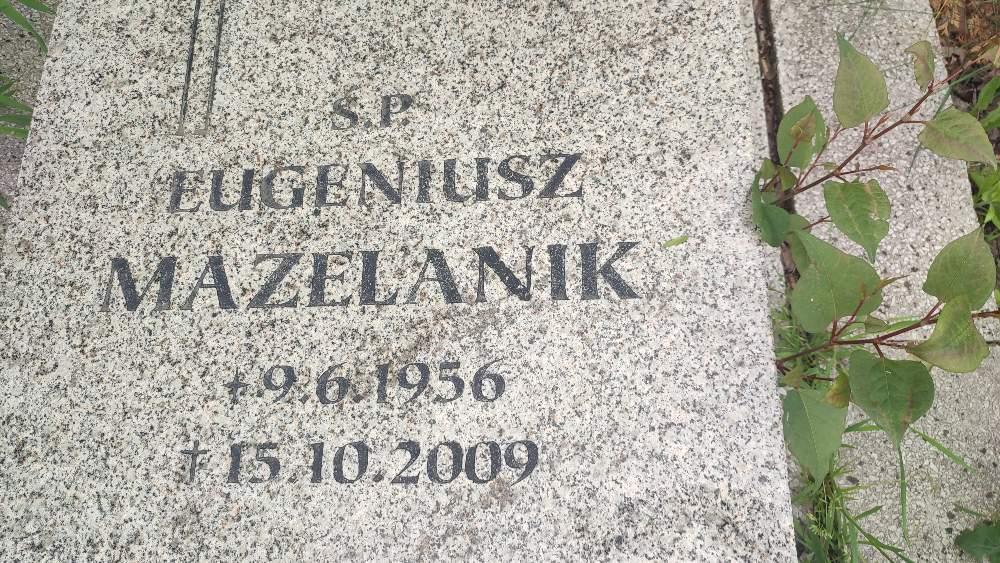 S.P
EUGENIUSZ
MAZELANIK
+9.6.1956
†15.10.2009